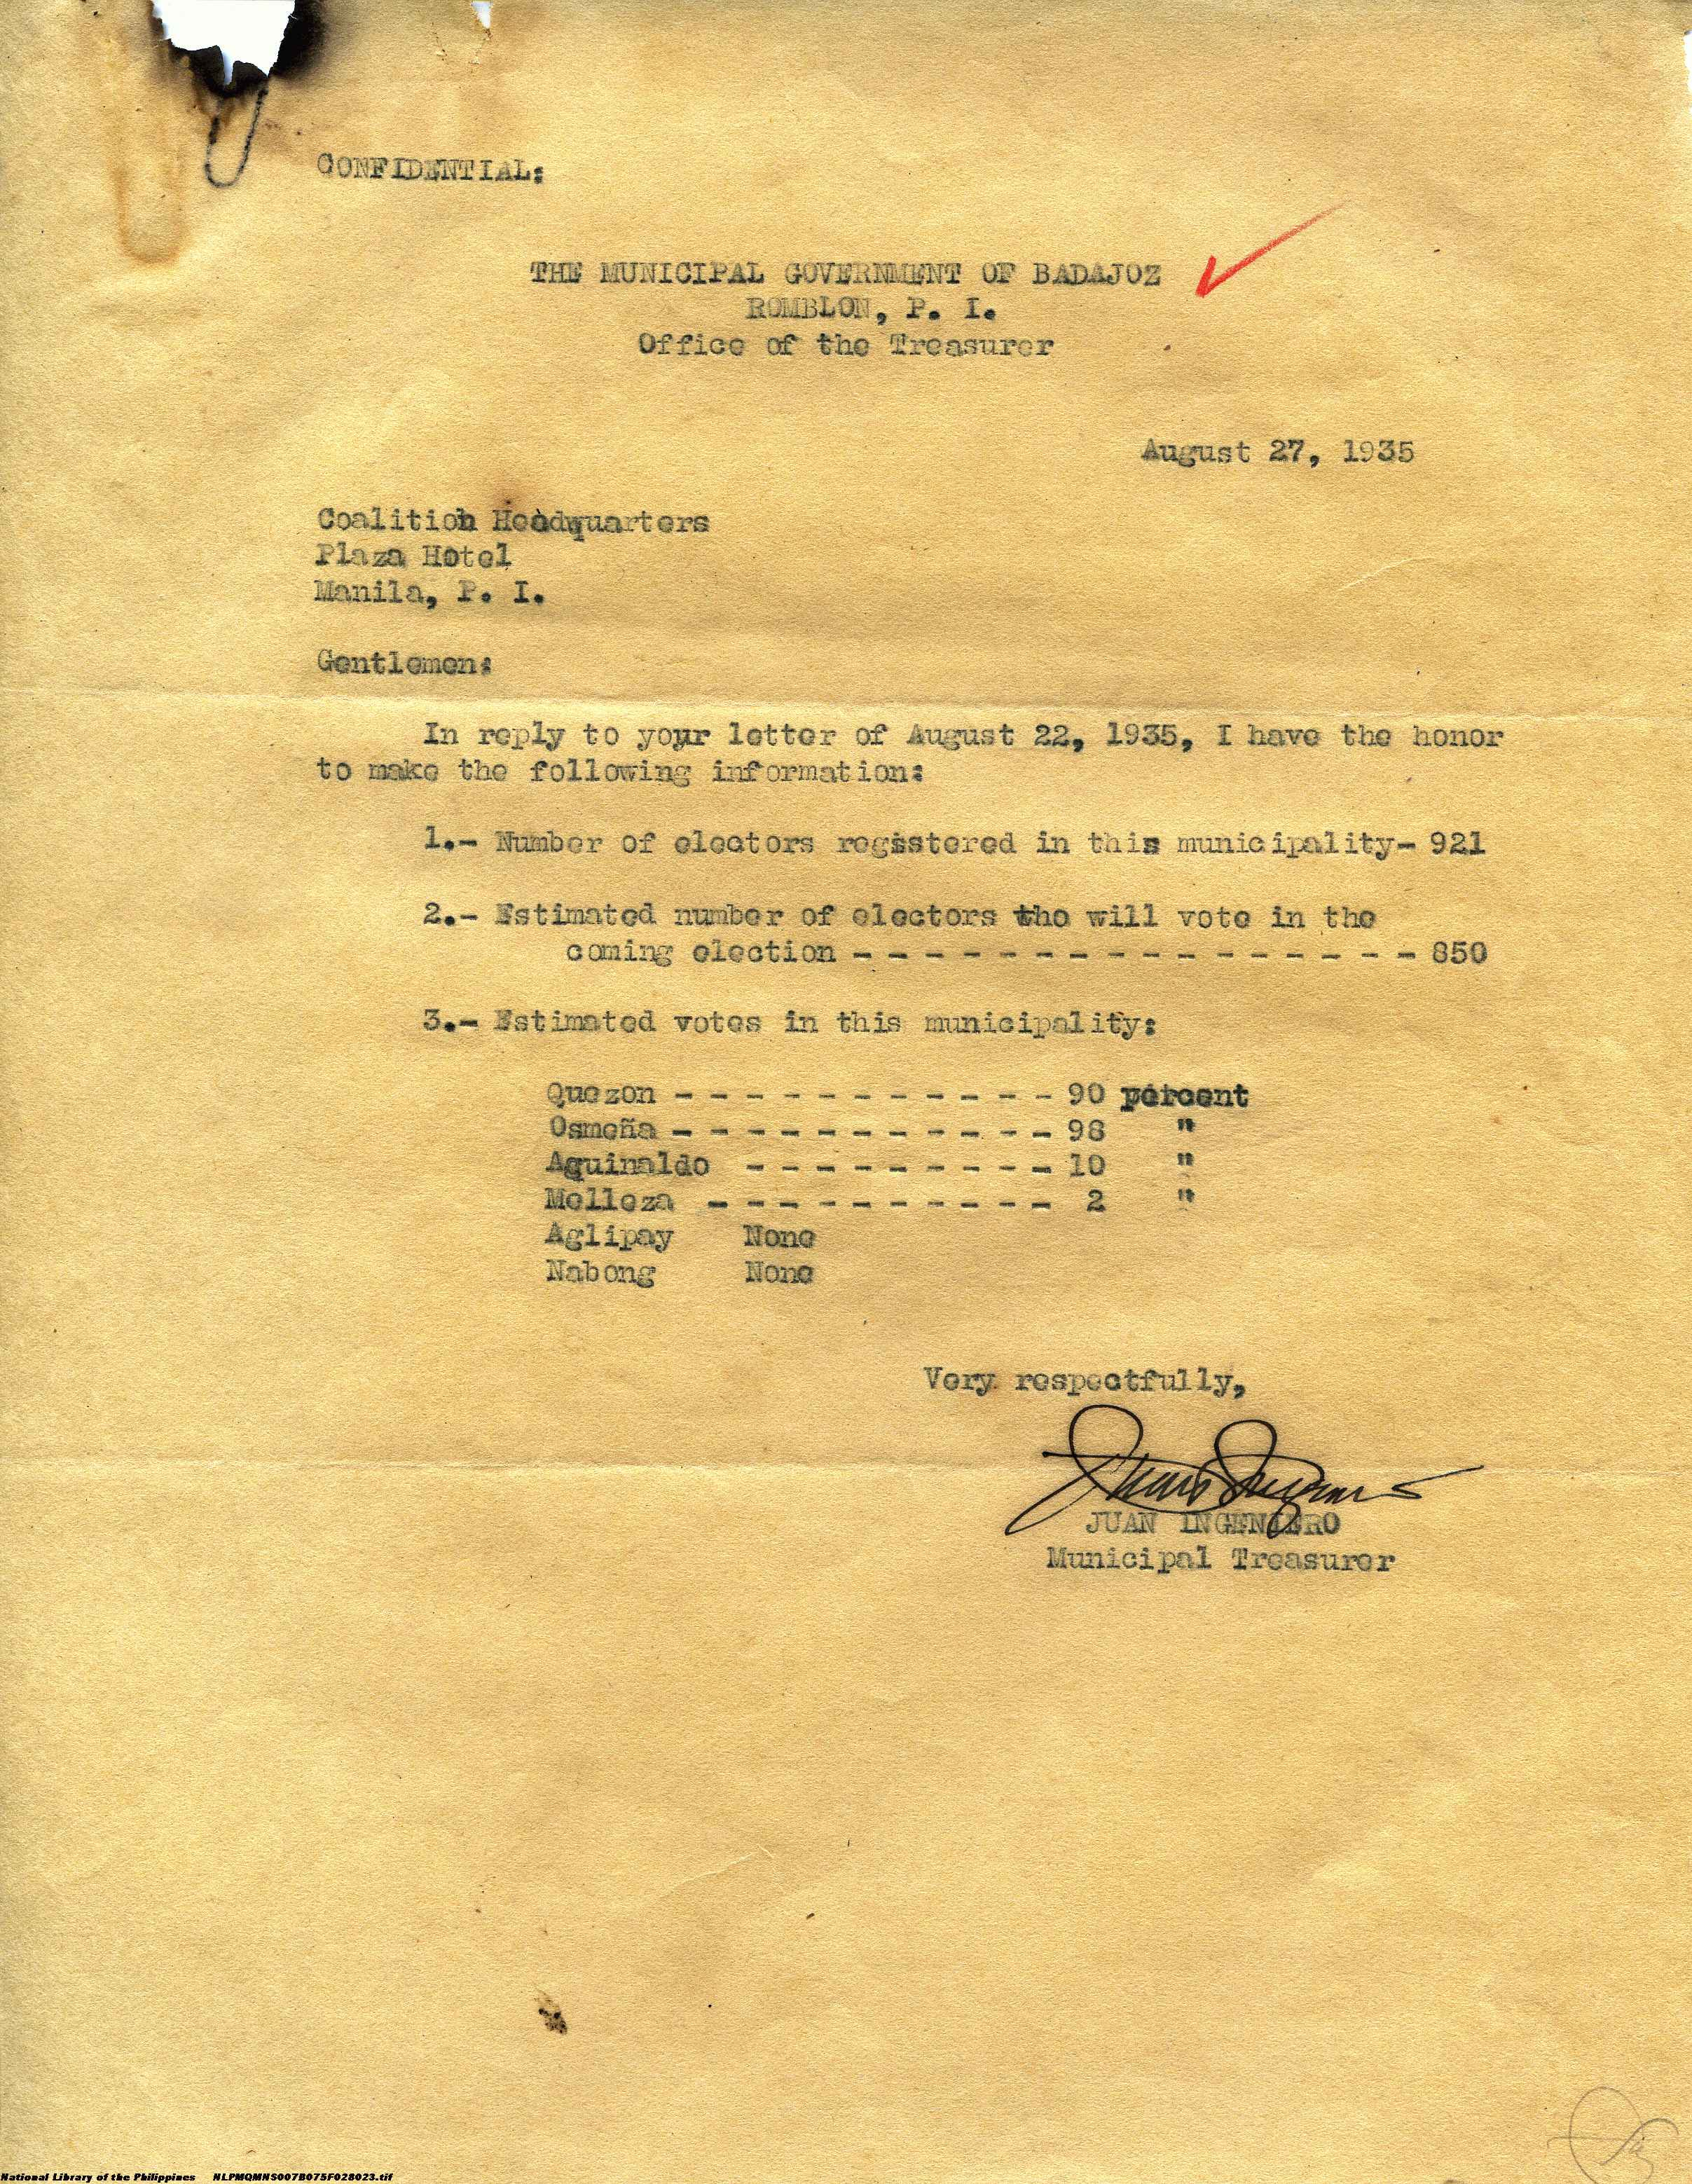 CONFIDENTIAL:
THE MUNICIPAL GOVERNMENT OF BADAJOZ
ROMBLON, P. I.
Office of the Treasurer
August 27, 1935
Coalition Headquarters
Plaza Hotel
Manila, P. I.
Gentlemen:
In reply to your letter of August 22, 1935, I have the honor
to make the following information:
1.- Number of electors registered in this municipality- 921
2.- Estimated number of electors who will vote in the
coming election - - - - - - - - - - - - - - - - 850
3.- Estimated votes in this municipality:
Quezon - - - - - - - - - - - 90 percent
Osmeña - - - - - - - - - - - 98 "
Aguinaldo - - - - - - - - - 10 "
Melleza - - - - - - - - - - 2 "
Aglipay None
Nabong None
Very respectfully,
JUAN INGENIERO
Municipal Treasurer
National Library of the Philippines NLPMQMNS007B075F028023.tif